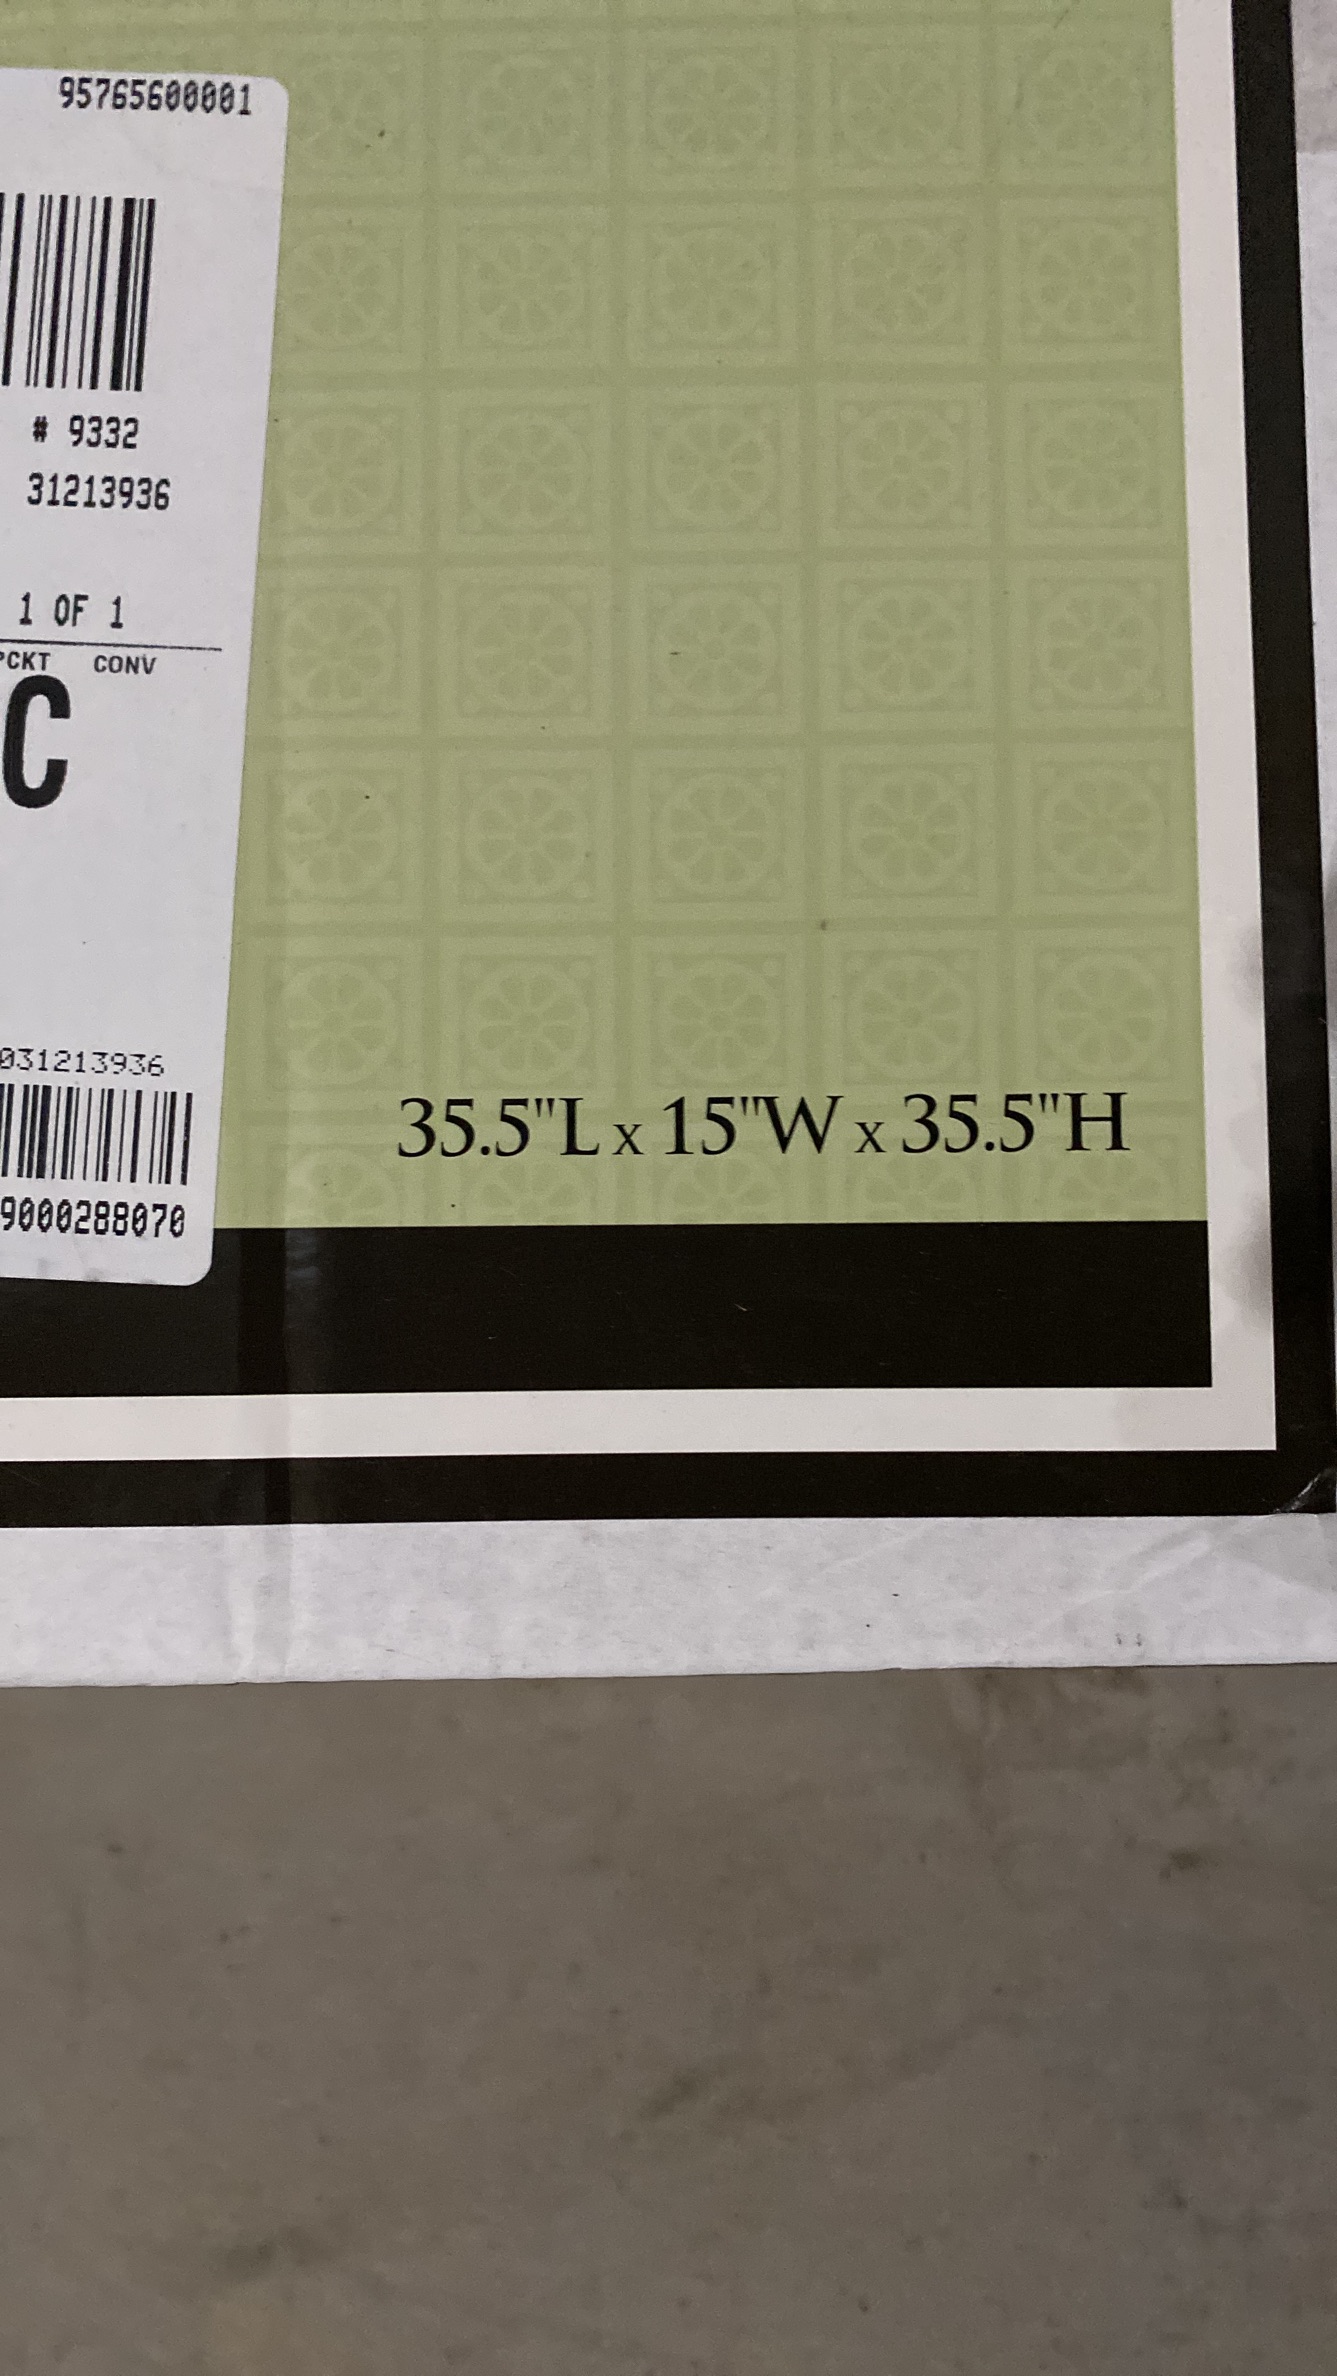 95765600001
# 9332
31213936
1 OF 1
PCKT CONV
C
031213936
9000288070
35.5"L x 15"W x 35.5"H